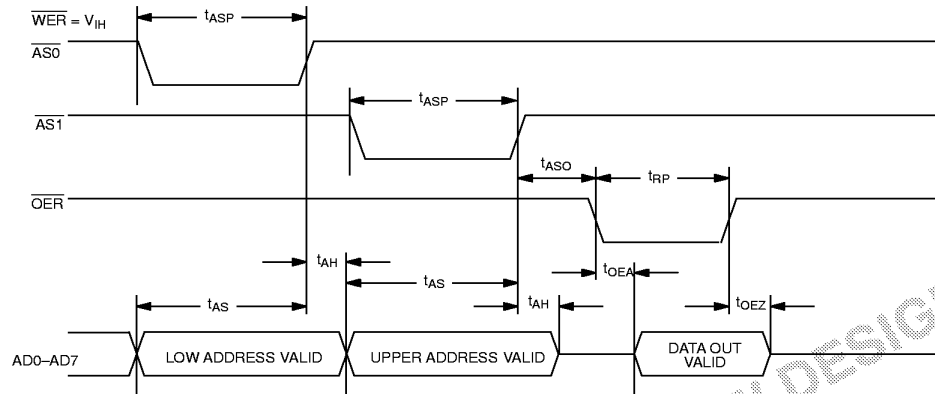 WER = VIH
tASP
AS0
tASP
AS1
tASO
tRP
OER
tAH
tOEA
tAS
tAS
tAH
tOEZ
AD0–AD7
LOW ADDRESS VALID
UPPER ADDRESS VALID
DATA OUT
VALID
DESIG